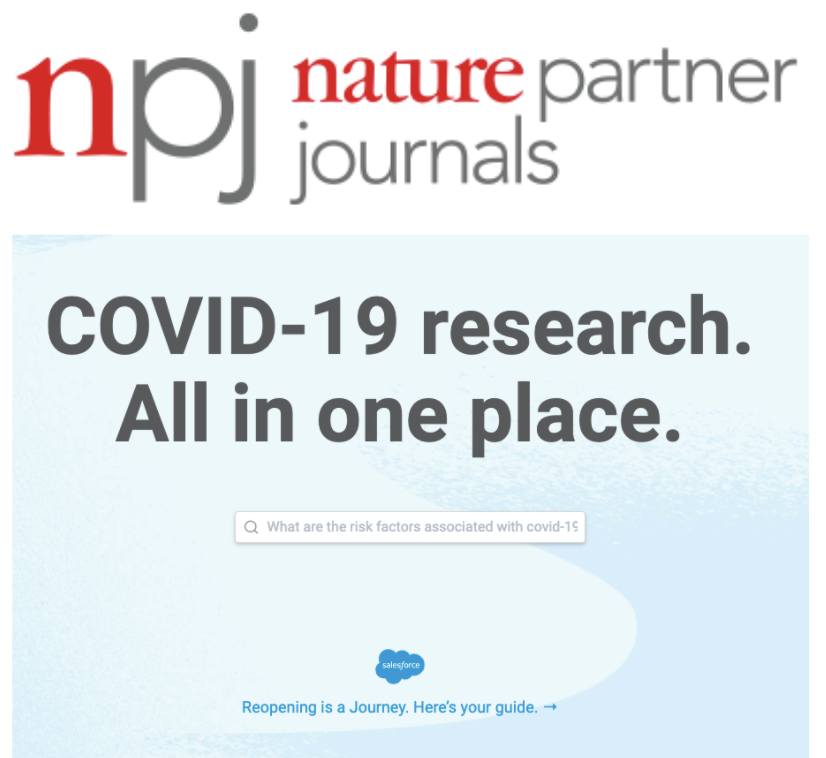 npj nature partner
journals
COVID-19 research.
All in one place.
What are the risk factors associated with covid-19
salesforce
Reopening is a Journey. Here’s your guide. →